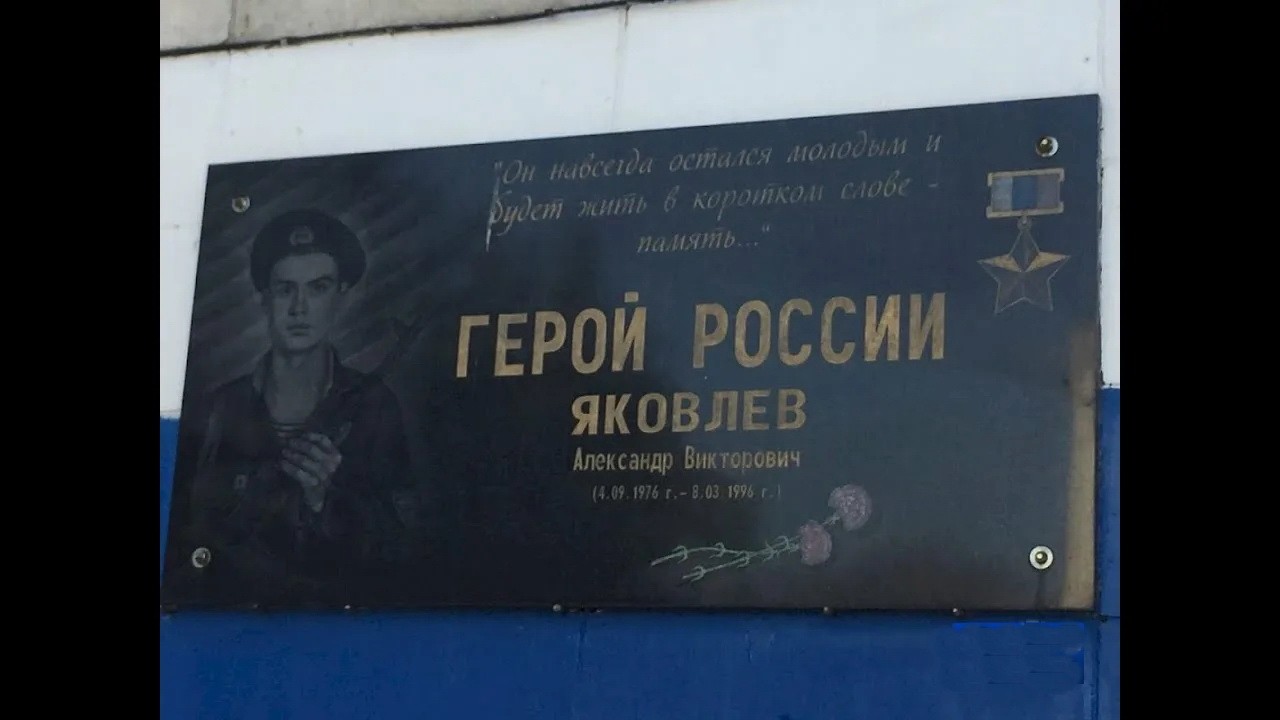 "Он навсегда остался молодым и
будет жить в коротком слове -
память..."
ГЕРОЙ РОССИИ
ЯКОВЛЕВ
Александр Викторович
(4.09.1976 г.- 8.03 1996 г.)